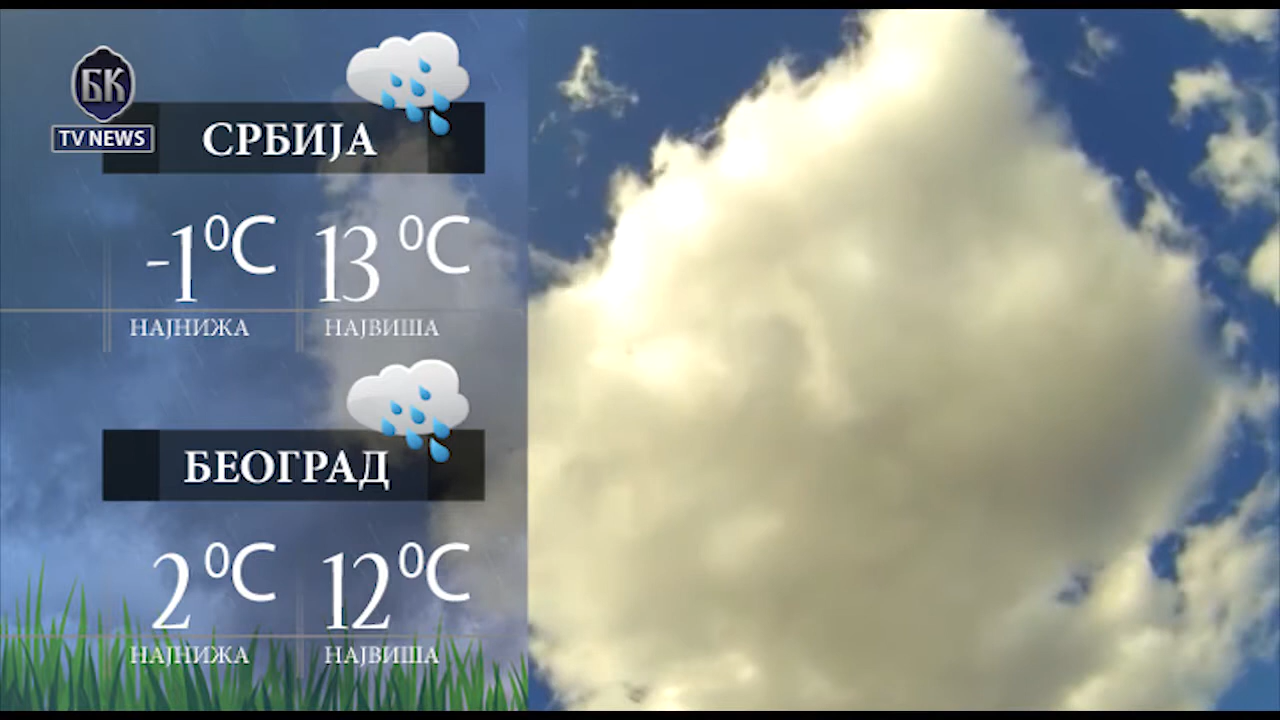 БК
TV NEWS
СРБИЈА
-1⁰C 13 ⁰C
НАЈНИЖА НАЈВИША
БЕОГРАД
2 ⁰C 12⁰C
НАЈНИЖА НАЈВИША